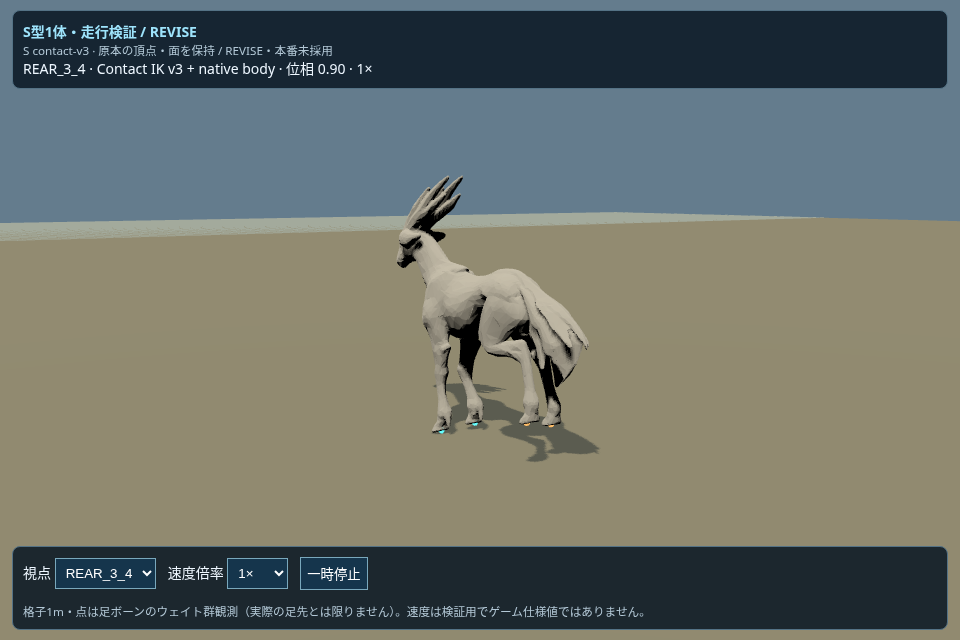 S型1体・走行検証 / REVISE
S contact-v3 · 原本の頂点・面を保持 / REVISE・本番未採用
REAR_3_4 · Contact IK v3 + native body · 位相 0.90 · 1×
視点 REAR_3_4 速度倍率 1× 一時停止
格子1m・点は足ボーンのウェイト群観測（実際の足先とは限りません）。速度は検証用でゲーム仕様値ではありません。